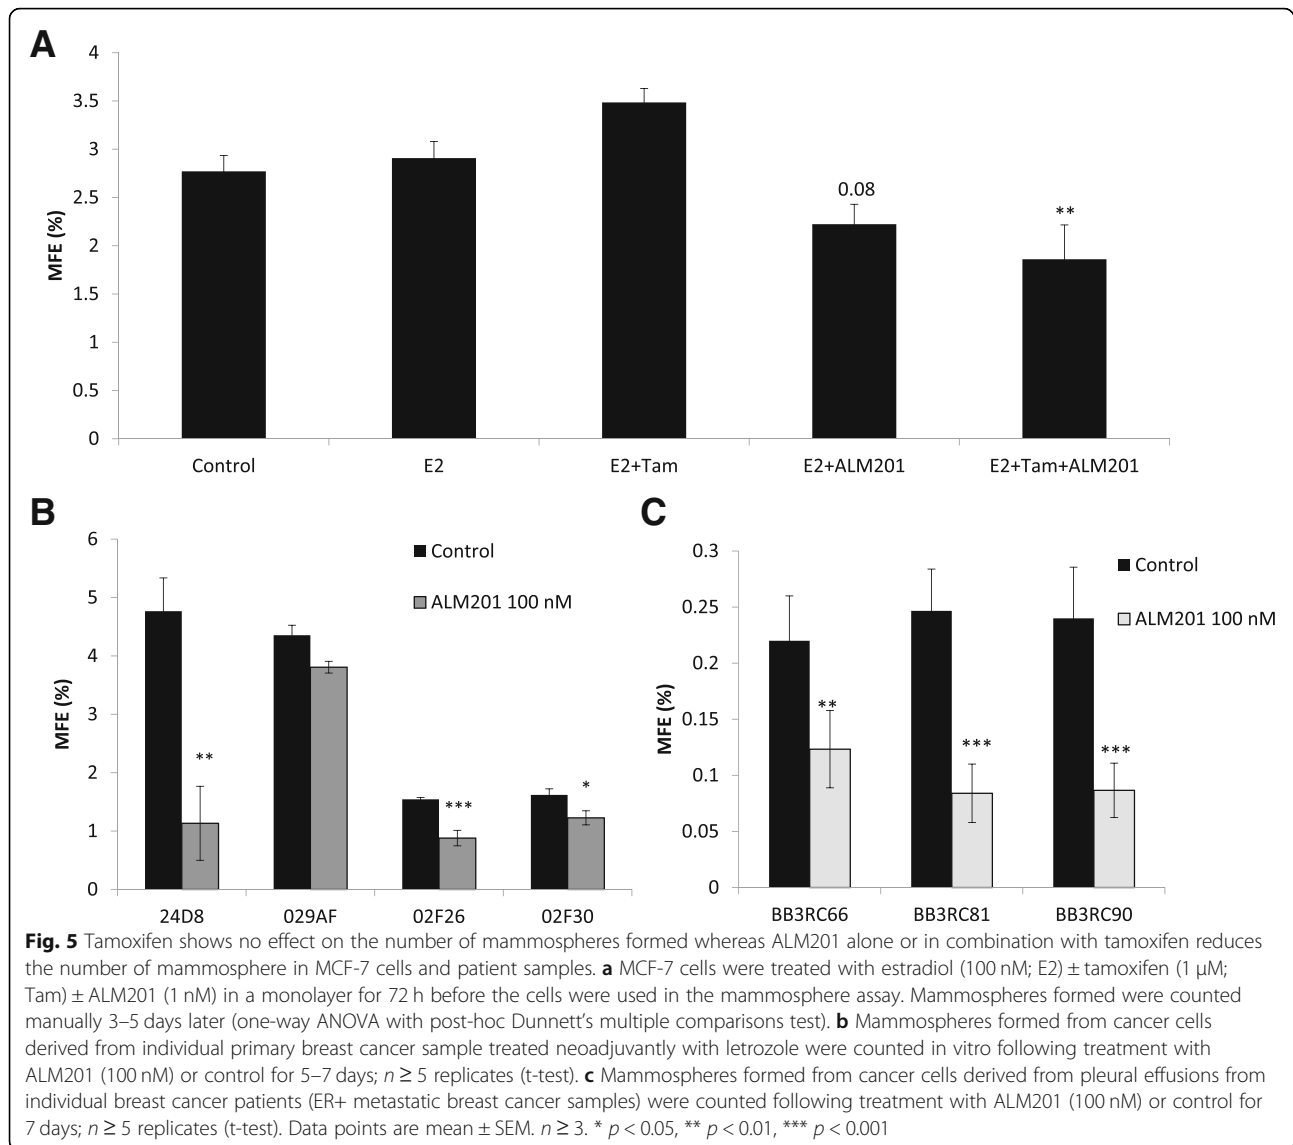 A
4
3.5
3
2.5
2
1.5
1
0.5
0
MFE (%)
0.08
**
Control E2 E2+Tam E2+ALM201 E2+Tam+ALM201
B
6
5
4
3
2
1
0
MFE (%)
Control
ALM201 100 nM
**
***
*
24D8 029AF 02F26 02F30
C
0.3
0.25
0.2
0.15
0.1
0.05
0
MFE (%)
Control
ALM201 100 nM
**
***
***
BB3RC66 BB3RC81 BB3RC90
Fig. 5 Tamoxifen shows no effect on the number of mammospheres formed whereas ALM201 alone or in combination with tamoxifen reduces
the number of mammosphere in MCF-7 cells and patient samples. a MCF-7 cells were treated with estradiol (100 nM; E2) ± tamoxifen (1 μM;
Tam) ± ALM201 (1 nM) in a monolayer for 72 h before the cells were used in the mammosphere assay. Mammospheres formed were counted
manually 3–5 days later (one-way ANOVA with post-hoc Dunnett's multiple comparisons test). b Mammospheres formed from cancer cells
derived from individual primary breast cancer sample treated neoadjuvantly with letrozole were counted in vitro following treatment with
ALM201 (100 nM) or control for 5–7 days; n ≥ 5 replicates (t-test). c Mammospheres formed from cancer cells derived from pleural effusions from
individual breast cancer patients (ER+ metastatic breast cancer samples) were counted following treatment with ALM201 (100 nM) or control for
7 days; n ≥ 5 replicates (t-test). Data points are mean ± SEM. n ≥ 3. * p < 0.05, ** p < 0.01, *** p < 0.001